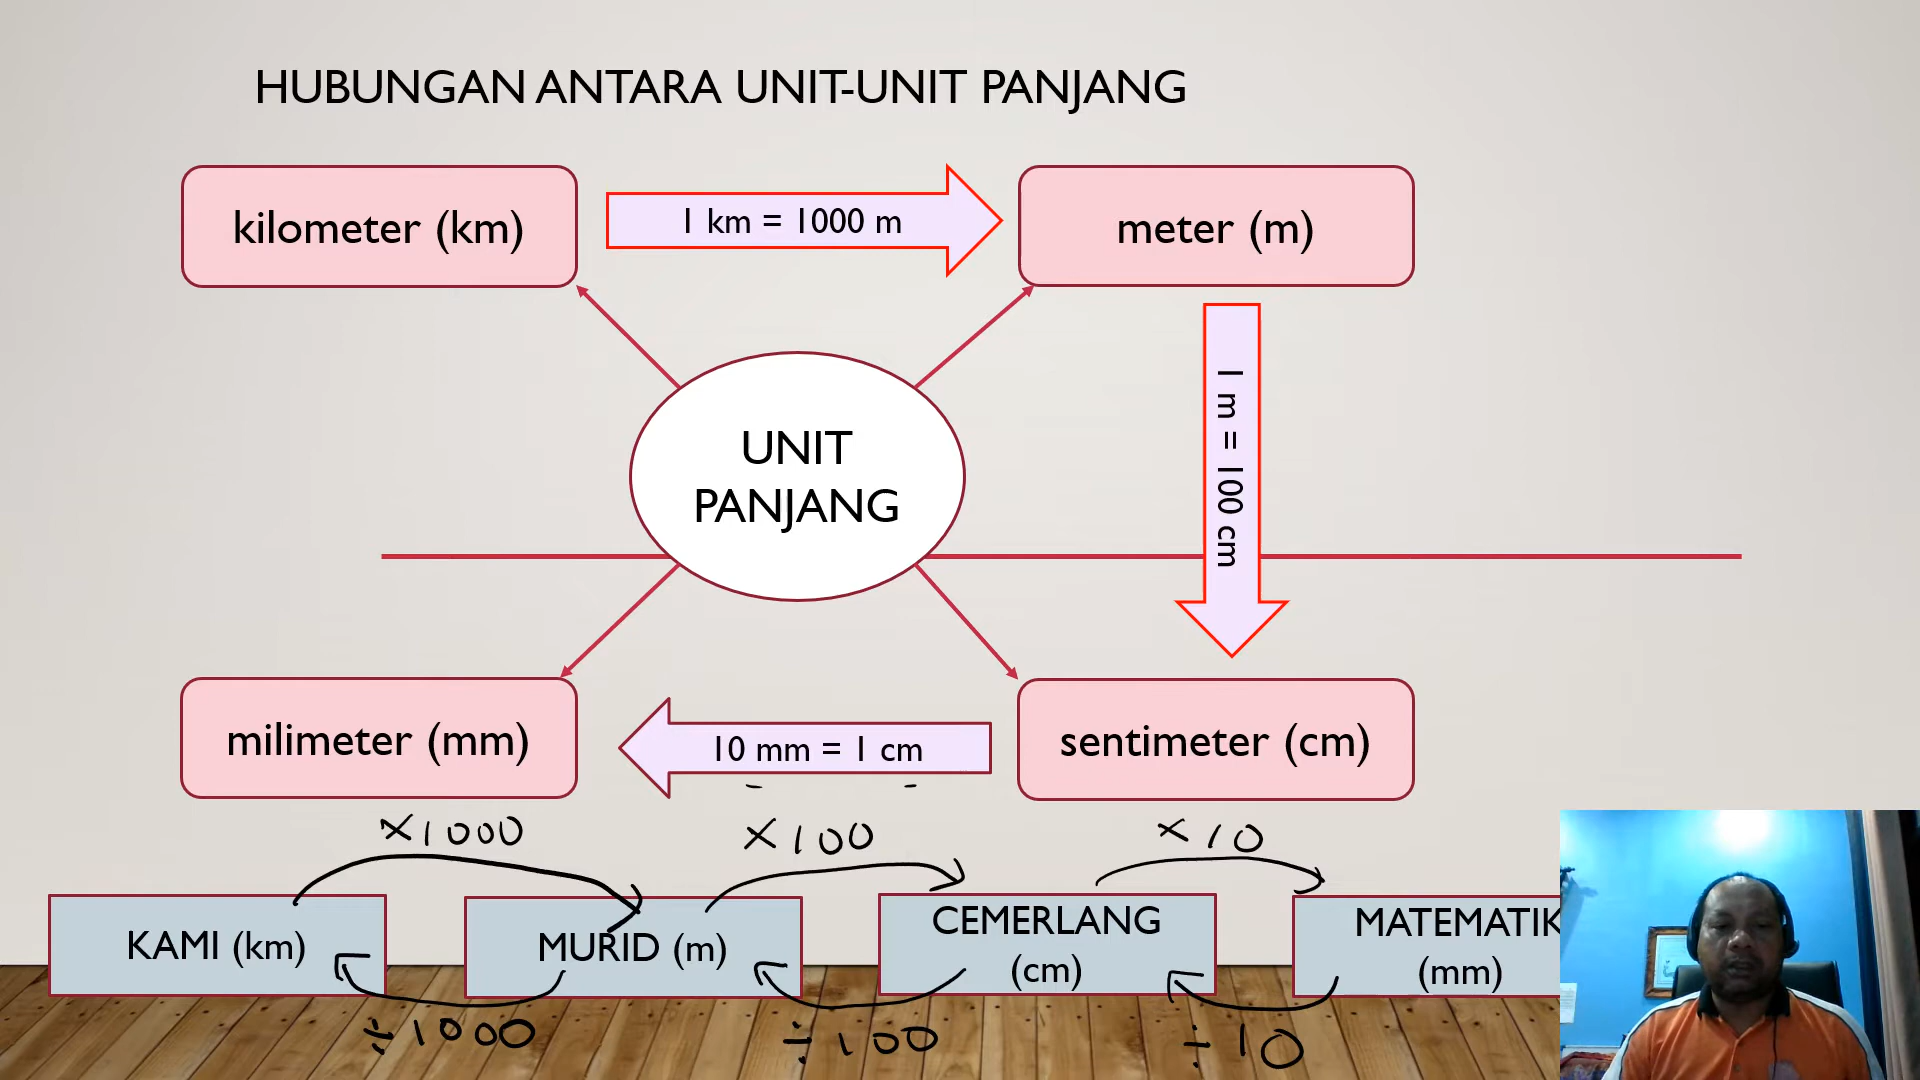 HUBUNGAN ANTARA UNIT-UNIT PANJANG
kilometer (km)
1 km = 1000 m
meter (m)
1 m = 100 cm
UNIT
PANJANG
milimeter (mm)
10 mm = 1 cm
sentimeter (cm)
×1000
×100
×10
KAMI (km)
MURID (m)
CEMERLANG
(cm)
MATEMATIK
(mm)
÷1000
÷100
÷10